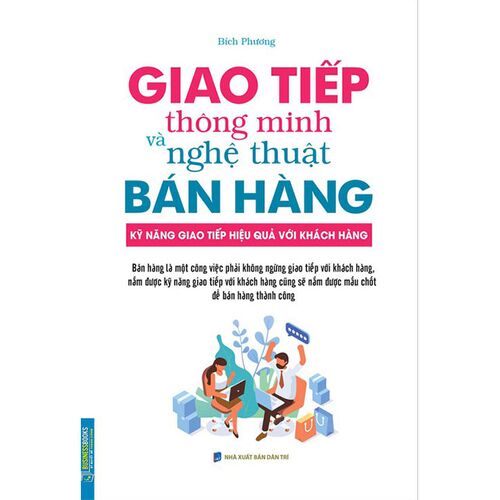 Bích Phương
GIAO TIẾP
thông minh
và nghệ thuật
BÁN HÀNG
KỸ NĂNG GIAO TIẾP HIỆU QUẢ VỚI KHÁCH HÀNG
Bán hàng là một công việc phải không ngừng giao tiếp với khách hàng,
nắm được kỹ năng giao tiếp với khách hàng cũng sẽ nắm được mấu chốt
để bán hàng thành công
BUSINESSBOOKS
NHÀ XUẤT BẢN DÂN TRÍ